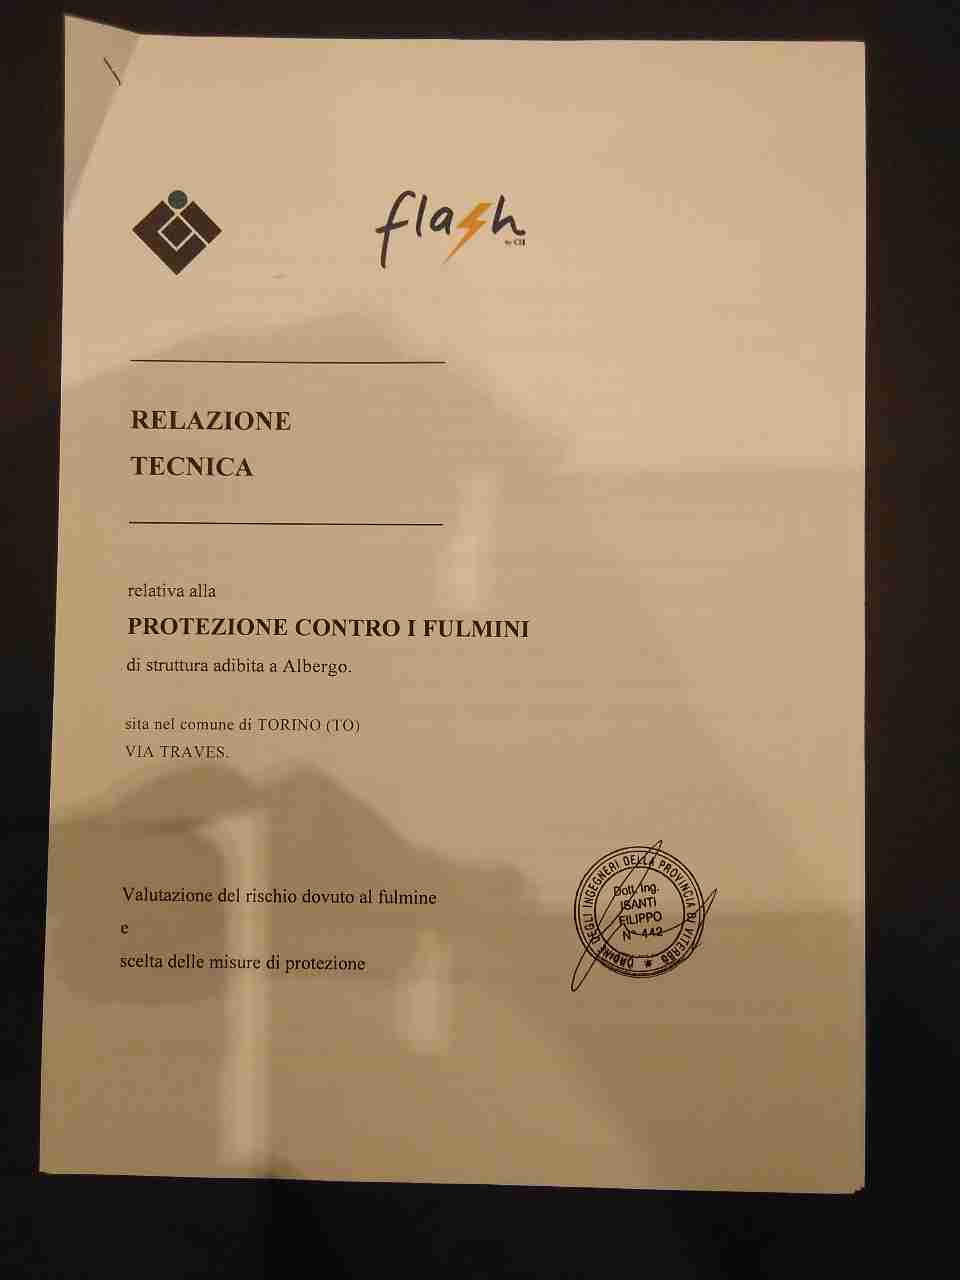 flash
by CEI
RELAZIONE
TECNICA
relativa alla
PROTEZIONE CONTRO I FULMINI
di struttura adibita a Albergo.
sita nel comune di TORINO (TO)
VIA TRAVES.
Valutazione del rischio dovuto al fulmine
e
scelta delle misure di protezione
ORDINE DEGLI INGEGNERI DELLA PROVINCIA DI VITERBO
Dott. Ing.
ISANTI
FILIPPO
N° 442